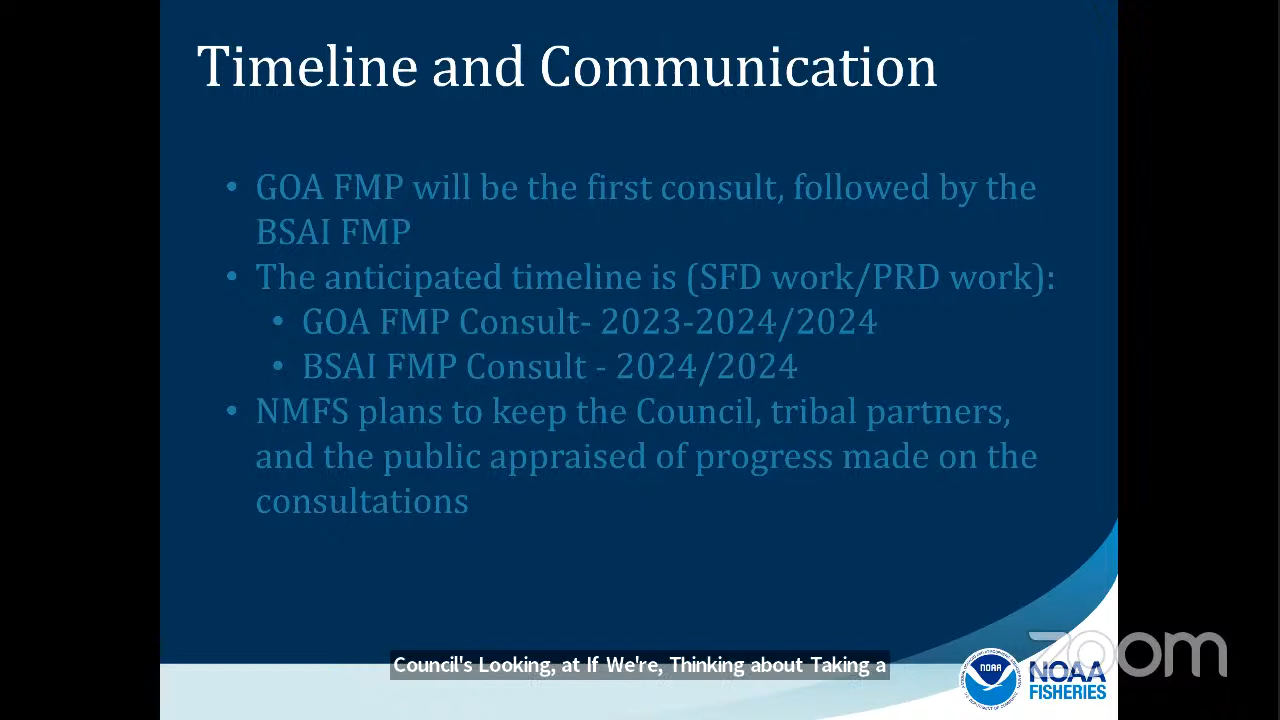 Timeline and Communication
• GOA FMP will be the first consult, followed by the
BSAI FMP
• The anticipated timeline is (SFD work/PRD work):
• GOA FMP Consult- 2023-2024/2024
• BSAI FMP Consult - 2024/2024
• NMFS plans to keep the Council, tribal partners,
and the public appraised of progress made on the
consultations
Council's Looking, at If We're, Thinking about Taking a
zoom
NOAA
NOAA
FISHERIES